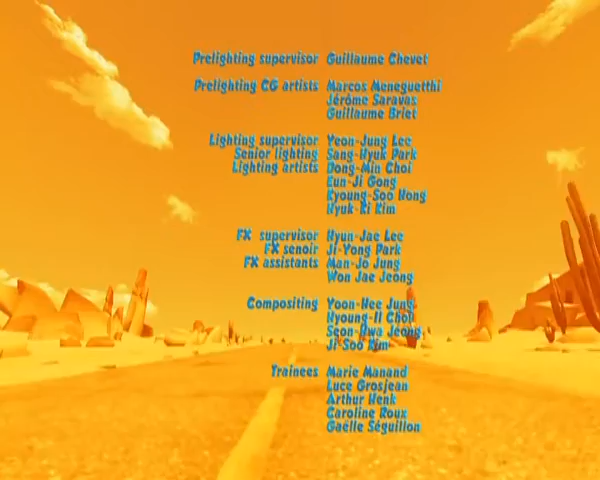 Prelighting supervisor Guillaume Chevet
Prelighting CG artists Marcos Meneguetthi
Jérôme Saravas
Guillaume Briet
Lighting supervisor Yeon-Jung Lee
Senior lighting Sang-Hyuk Park
Lighting artists Dong-Min Choi
Eun-Ji Gong
Kyoung-Soo Hong
Hyuk-Ki Kim
FX supervisor Hyun-Jae Lee
FX senoir Ji-Yong Park
FX assistants Man-Jo Jung
Won Jae Jeong
Compositing Yoon-Hee Jung
Hyoung-Il Choi
Seon-Hwa Jeong
Ji-Soo Kim
Trainees Marie Manand
Luce Grosjean
Arthur Henk
Caroline Roux
Gaëlle Séguillon